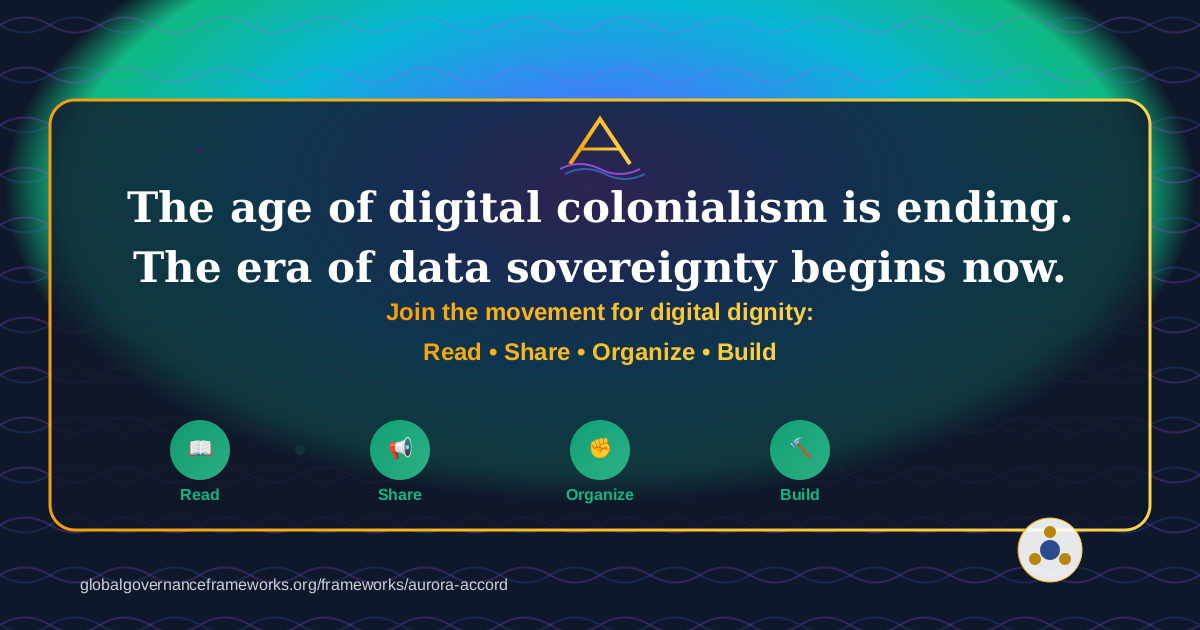 The age of digital colonialism is ending.
The era of data sovereignty begins now.
Join the movement for digital dignity:
Read • Share • Organize • Build
Read
Share
Organize
Build
globalgovernanceframeworks.org/frameworks/aurora-accord